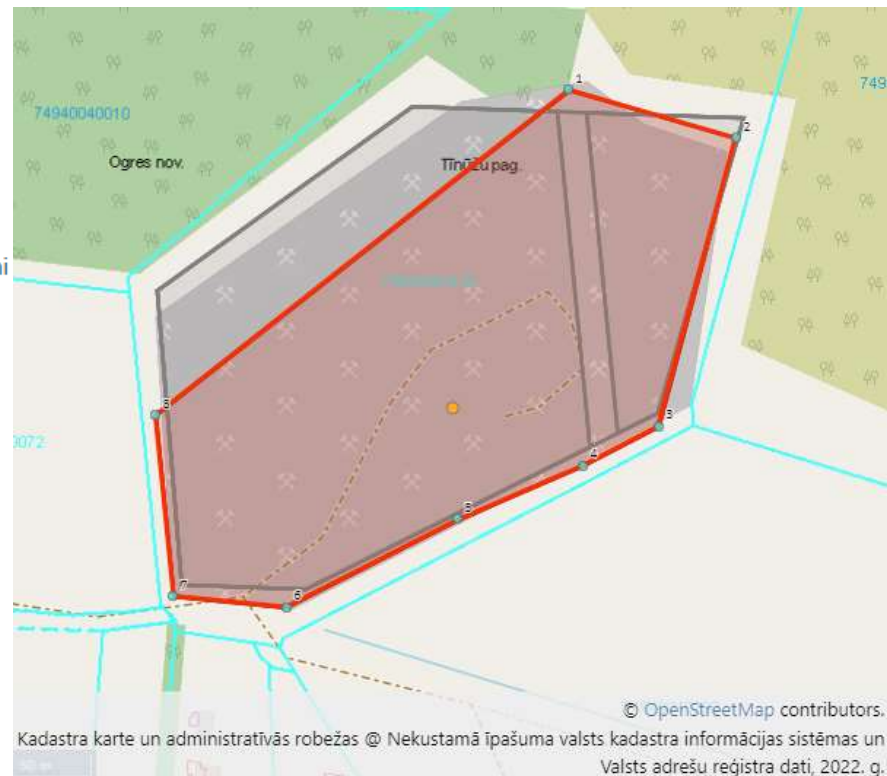 1
749
74940040010
2
Ogres nov.
Tīnūžu pag.
ni
8
3
0072
4
5
7
6
© OpenStreetMap contributors.
Kadastra karte un administratīvās robežas @ Nekustamā īpašuma valsts kadastra informācijas sistēmas un
Valsts adrešu reģistra dati, 2022. g.